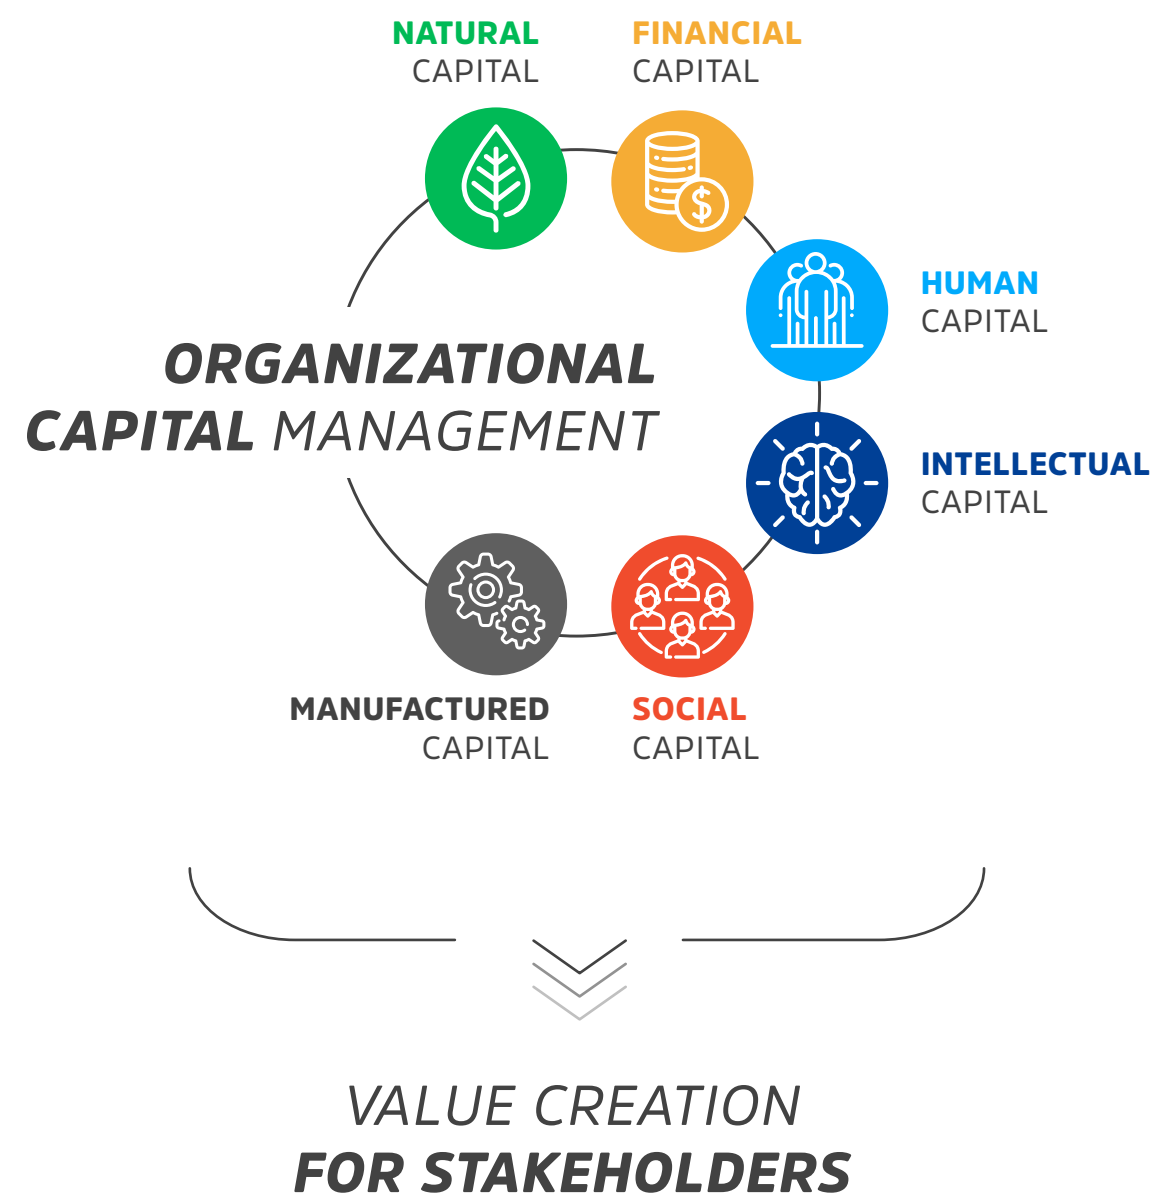 NATURAL
CAPITAL
FINANCIAL
CAPITAL
$
HUMAN
CAPITAL
ORGANIZATIONAL
CAPITAL MANAGEMENT
INTELLECTUAL
CAPITAL
MANUFACTURED
CAPITAL
SOCIAL
CAPITAL
VALUE CREATION
FOR STAKEHOLDERS